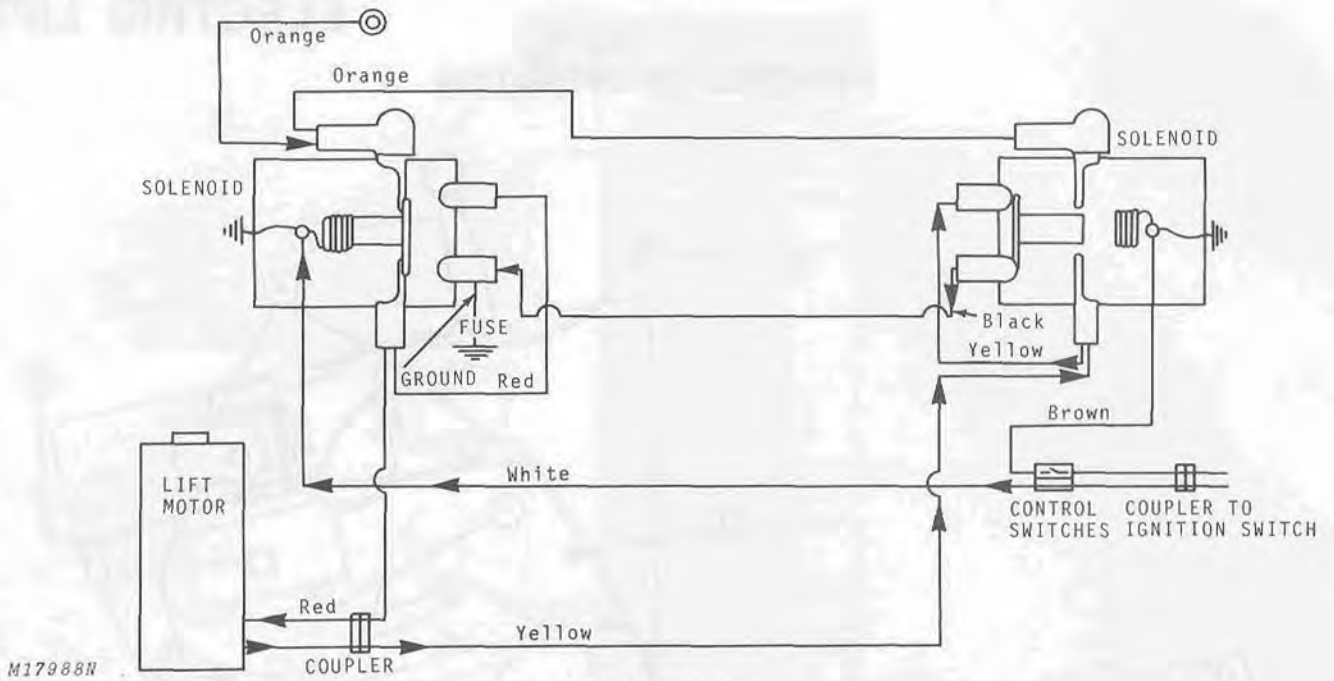 Orange
Orange
SOLENOID
SOLENOID
FUSE
GROUND
Red
Black
Yellow
Brown
White
LIFT
MOTOR
CONTROL
SWITCHES
COUPLER TO
IGNITION SWITCH
Red
Yellow
COUPLER
M17988N